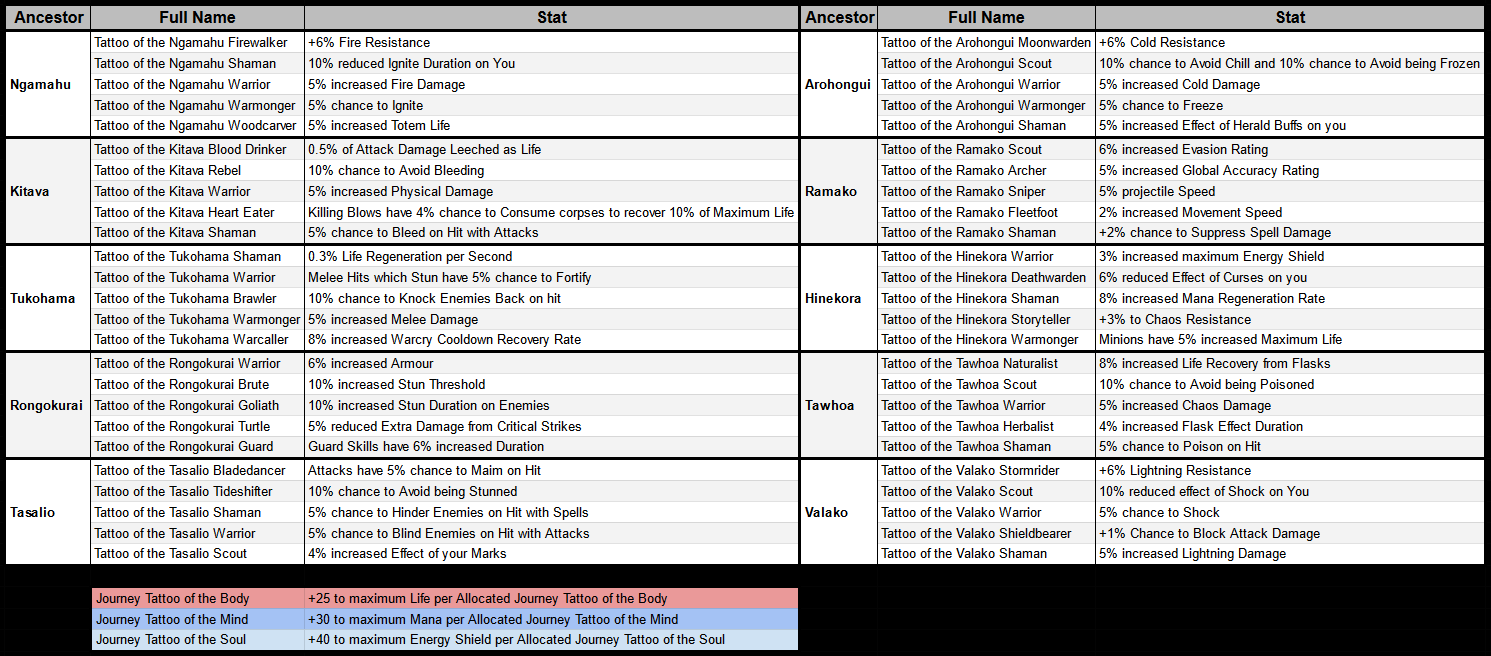 Ancestor Full Name Stat Ancestor Full Name Stat
Ngamahu
Tattoo of the Ngamahu Firewalker +6% Fire Resistance
Tattoo of the Ngamahu Shaman 10% reduced Ignite Duration on You
Tattoo of the Ngamahu Warrior 5% increased Fire Damage
Tattoo of the Ngamahu Warmonger 5% chance to Ignite
Tattoo of the Ngamahu Woodcarver 5% increased Totem Life
Arohongui
Tattoo of the Arohongui Moonwarden +6% Cold Resistance
Tattoo of the Arohongui Scout 10% chance to Avoid Chill and 10% chance to Avoid being Frozen
Tattoo of the Arohongui Warrior 5% increased Cold Damage
Tattoo of the Arohongui Warmonger 5% chance to Freeze
Tattoo of the Arohongui Shaman 5% increased Effect of Herald Buffs on you
Kitava
Tattoo of the Kitava Blood Drinker 0.5% of Attack Damage Leeched as Life
Tattoo of the Kitava Rebel 10% chance to Avoid Bleeding
Tattoo of the Kitava Warrior 5% increased Physical Damage
Tattoo of the Kitava Heart Eater Killing Blows have 4% chance to Consume corpses to recover 10% of Maximum Life
Tattoo of the Kitava Shaman 5% chance to Bleed on Hit with Attacks
Ramako
Tattoo of the Ramako Scout 6% increased Evasion Rating
Tattoo of the Ramako Archer 5% increased Global Accuracy Rating
Tattoo of the Ramako Sniper 5% projectile Speed
Tattoo of the Ramako Fleetfoot 2% increased Movement Speed
Tattoo of the Ramako Shaman +2% chance to Suppress Spell Damage
Tukohama
Tattoo of the Tukohama Shaman 0.3% Life Regeneration per Second
Tattoo of the Tukohama Warrior Melee Hits which Stun have 5% chance to Fortify
Tattoo of the Tukohama Brawler 10% chance to Knock Enemies Back on hit
Tattoo of the Tukohama Warmonger 5% increased Melee Damage
Tattoo of the Tukohama Warcaller 8% increased Warcry Cooldown Recovery Rate
Hinekora
Tattoo of the Hinekora Warrior 3% increased maximum Energy Shield
Tattoo of the Hinekora Deathwarden 6% reduced Effect of Curses on you
Tattoo of the Hinekora Shaman 8% increased Mana Regeneration Rate
Tattoo of the Hinekora Storyteller +3% to Chaos Resistance
Tattoo of the Hinekora Warmonger Minions have 5% increased Maximum Life
Rongokurai
Tattoo of the Rongokurai Warrior 6% increased Armour
Tattoo of the Rongokurai Brute 10% increased Stun Threshold
Tattoo of the Rongokurai Goliath 10% increased Stun Duration on Enemies
Tattoo of the Rongokurai Turtle 5% reduced Extra Damage from Critical Strikes
Tattoo of the Rongokurai Guard Guard Skills have 6% increased Duration
Tawhoa
Tattoo of the Tawhoa Naturalist 8% increased Life Recovery from Flasks
Tattoo of the Tawhoa Scout 10% chance to Avoid being Poisoned
Tattoo of the Tawhoa Warrior 5% increased Chaos Damage
Tattoo of the Tawhoa Herbalist 4% increased Flask Effect Duration
Tattoo of the Tawhoa Shaman 5% chance to Poison on Hit
Tasalio
Tattoo of the Tasalio Bladedancer Attacks have 5% chance to Maim on Hit
Tattoo of the Tasalio Tideshifter 10% chance to Avoid being Stunned
Tattoo of the Tasalio Shaman 5% chance to Hinder Enemies on Hit with Spells
Tattoo of the Tasalio Warrior 5% chance to Blind Enemies on Hit with Attacks
Tattoo of the Tasalio Scout 4% increased Effect of your Marks
Valako
Tattoo of the Valako Stormrider +6% Lightning Resistance
Tattoo of the Valako Scout 10% reduced effect of Shock on You
Tattoo of the Valako Warrior 5% chance to Shock
Tattoo of the Valako Shieldbearer +1% Chance to Block Attack Damage
Tattoo of the Valako Shaman 5% increased Lightning Damage
Journey Tattoo of the Body +25 to maximum Life per Allocated Journey Tattoo of the Body
Journey Tattoo of the Mind +30 to maximum Mana per Allocated Journey Tattoo of the Mind
Journey Tattoo of the Soul +40 to maximum Energy Shield per Allocated Journey Tattoo of the Soul